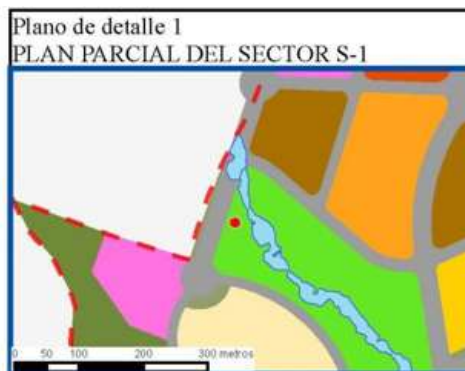 Plano de detalle 1
PLAN PARCIAL DEL SECTOR S-1
0 50 100 200 300 metros